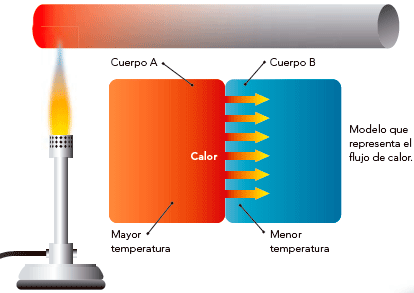 Cuerpo A
Cuerpo B
Calor
Modelo que
representa el
flujo de calor.
Mayor
temperatura
Menor
temperatura